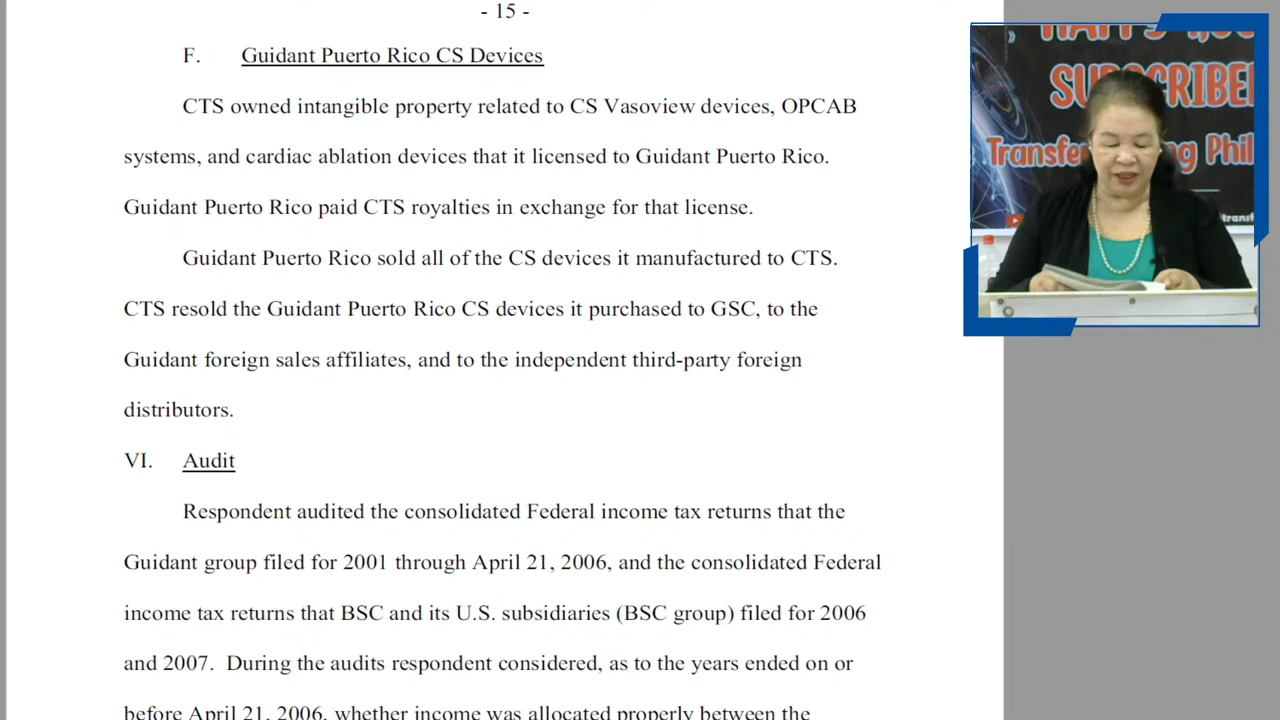 - 15 -
F. Guidant Puerto Rico CS Devices
CTS owned intangible property related to CS Vasoview devices, OPCAB
systems, and cardiac ablation devices that it licensed to Guidant Puerto Rico.
Guidant Puerto Rico paid CTS royalties in exchange for that license.
Guidant Puerto Rico sold all of the CS devices it manufactured to CTS.
CTS resold the Guidant Puerto Rico CS devices it purchased to GSC, to the
Guidant foreign sales affiliates, and to the independent third-party foreign
distributors.
VI. Audit
Respondent audited the consolidated Federal income tax returns that the
Guidant group filed for 2001 through April 21, 2006, and the consolidated Federal
income tax returns that BSC and its U.S. subsidiaries (BSC group) filed for 2006
and 2007. During the audits respondent considered, as to the years ended on or
before April 21, 2006, whether income was allocated properly between the